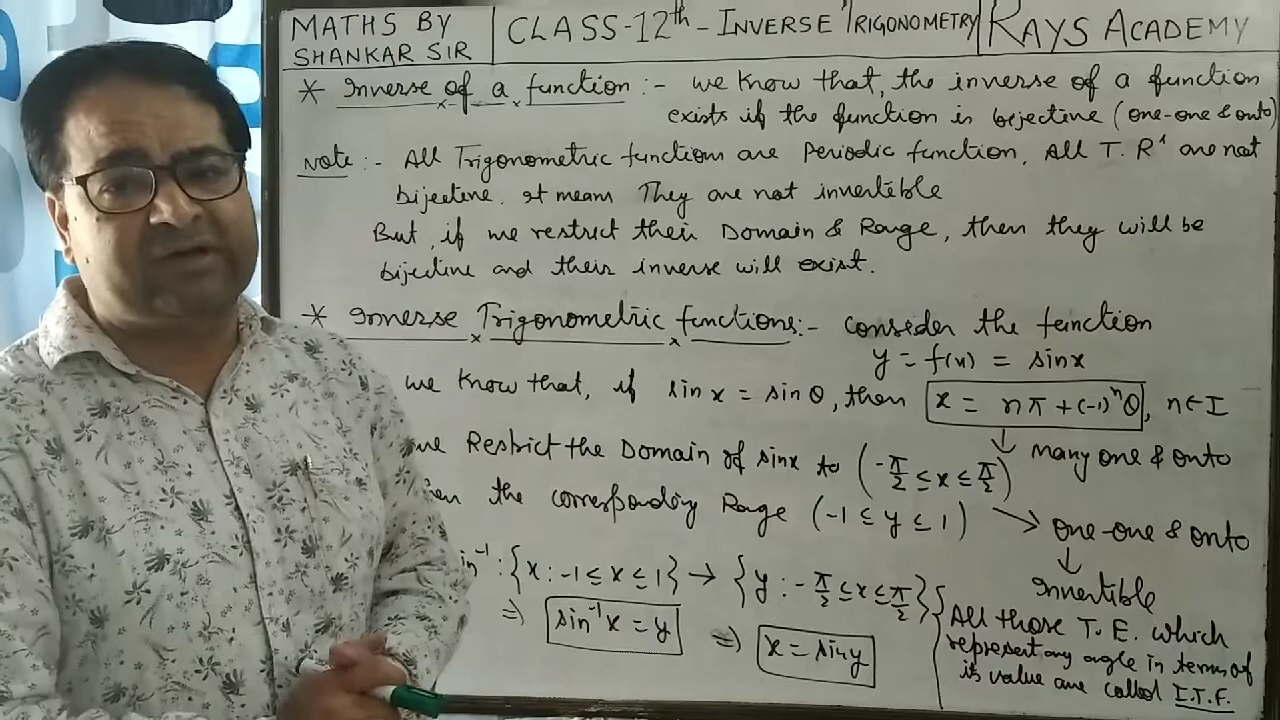 MATHS BY SHANKAR SIR
CLASS-12th - INVERSE TRIGONOMETRY
RAYS ACADEMY
* Inverse of a function :- we know that, the inverse of a function
exists if the function is bijective (one-one & onto)
Note :- All Trigonometric functions are Periodic function, All T. R^s are not
bijective. It means They are not invertible
But, if we restrict their Domain & Range, then they will be
bijective and their inverse will exist.
* Inverse Trigonometric functions :- consider the function
y = f(x) = sinx
we know that, if sin x = sin θ, then x = nπ + (-1)^n θ, n ∈ I
↓ many one & onto
we Restrict the Domain of sinx to (-π/2 ≤ x ≤ π/2)
the corresponding Range (-1 ≤ y ≤ 1) → one-one & onto
↓
Invertible
in⁻¹ : {x : -1 ≤ x ≤ 1} → {y : -π/2 ≤ x ≤ π/2}
⇒ sin⁻¹x = y ⇒ x = sin y
All those T. E. which
represent any angle in terms of
its value are called I.T.F.